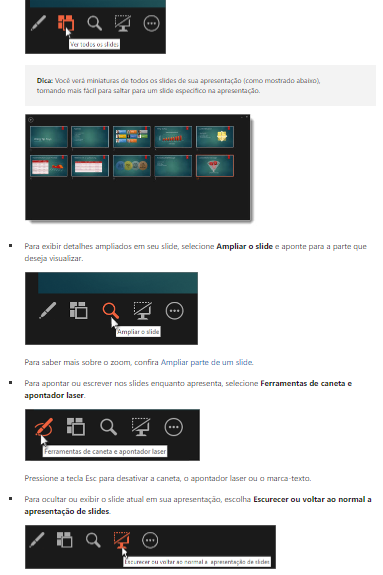 Ver todos os slides
Dica: Você verá miniaturas de todos os slides de sua apresentação (como mostrado abaixo),
tornando mais fácil para saltar para um slide específico na apresentação.
Para exibir detalhes ampliados em seu slide, selecione Ampliar o slide e aponte para a parte que
deseja visualizar.
Ampliar o slide
Para saber mais sobre o zoom, confira Ampliar parte de um slide.
Para apontar ou escrever nos slides enquanto apresenta, selecione Ferramentas de caneta e
apontador laser.
Ferramentas de caneta e apontador laser
Pressione a tecla Esc para desativar a caneta, o apontador laser ou o marca-texto.
Para ocultar ou exibir o slide atual em sua apresentação, escolha Escurecer ou voltar ao normal a
apresentação de slides.
Escurecer ou voltar ao normal a apresentação de slides